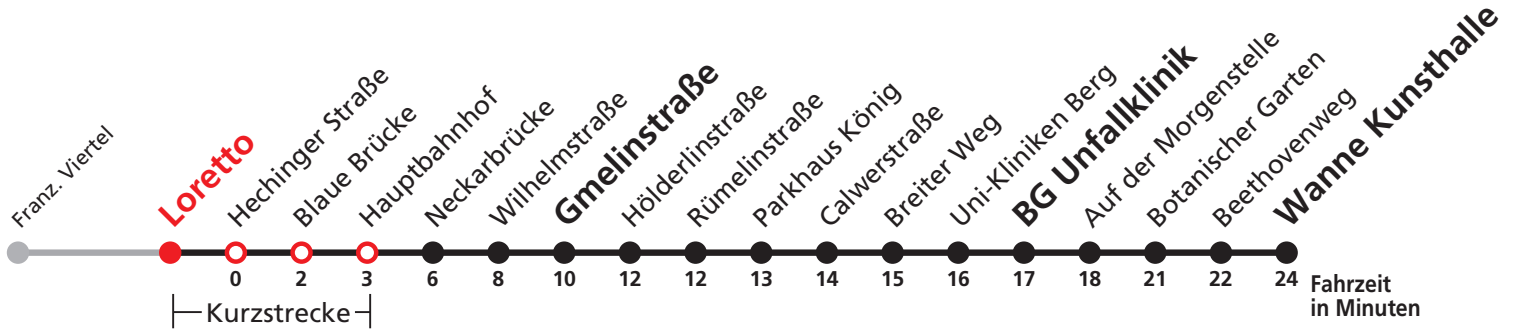 Franz. Viertel
Loretto
Hechinger Straße
Blaue Brücke
Hauptbahnhof
Neckarbrücke
Wilhelmstraße
Gmelinstraße
Hölderlinstraße
Rümelinstraße
Parkhaus König
Calwerstraße
Breiter Weg
Uni-Kliniken Berg
BG Unfallklinik
Auf der Morgenstelle
Botanischer Garten
Beethovenweg
Wanne Kunsthalle
0 2 3 6 8 10 12 12 13 14 15 16 17 18 21 22 24
Fahrzeit
in Minuten
Kurzstrecke